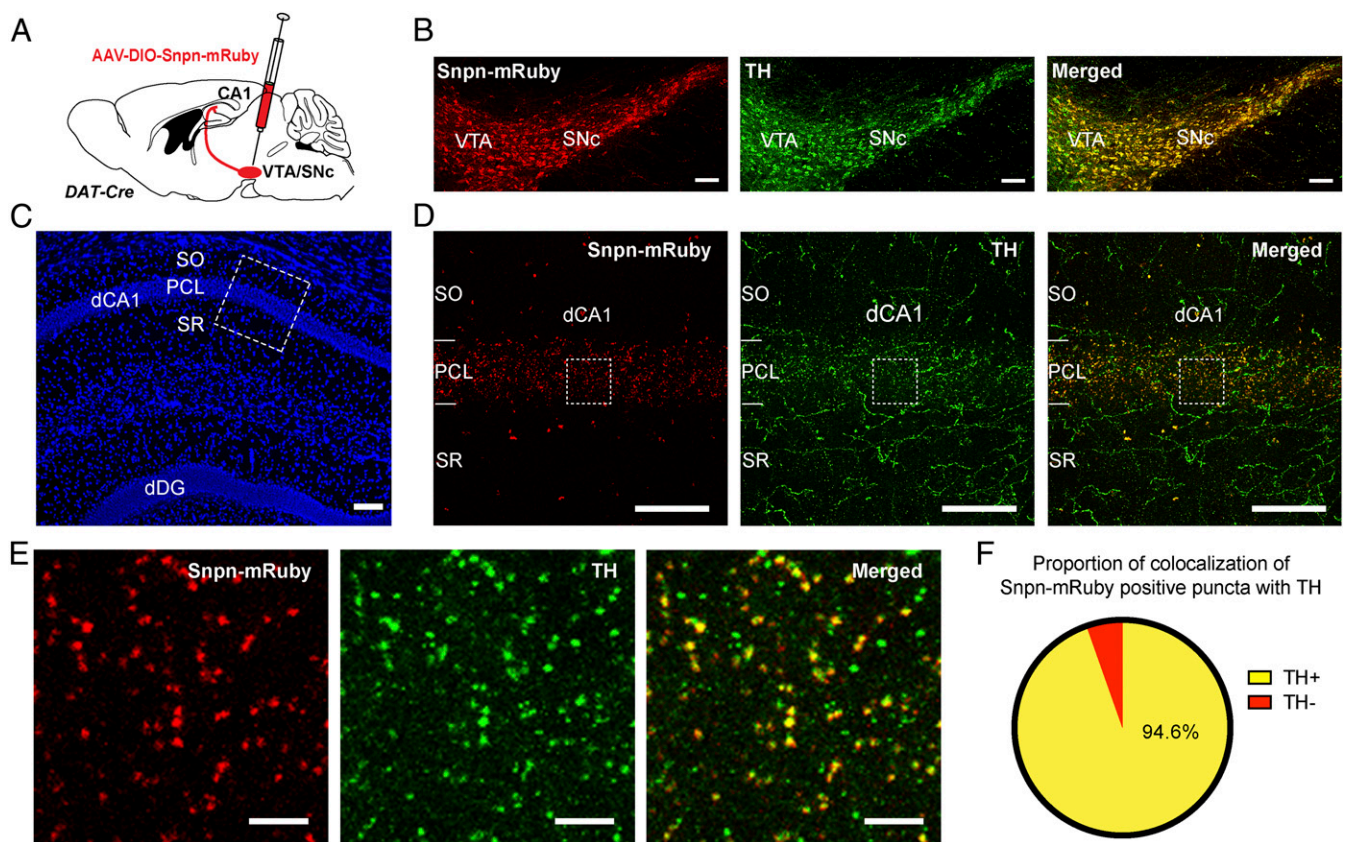 A
AAV-DIO-Snpn-mRuby
CA1
VTA/SNc
DAT-Cre
B
Snpn-mRuby
VTA
SNc
TH
VTA
SNc
Merged
VTA
SNc
C
SO
PCL
dCA1
SR
dDG
D
Snpn-mRuby
SO
dCA1
PCL
SR
TH
SO
dCA1
PCL
SR
Merged
SO
dCA1
PCL
SR
E
Snpn-mRuby
TH
Merged
F
Proportion of colocalization of
Snpn-mRuby positive puncta with TH
94.6%
TH+
TH-